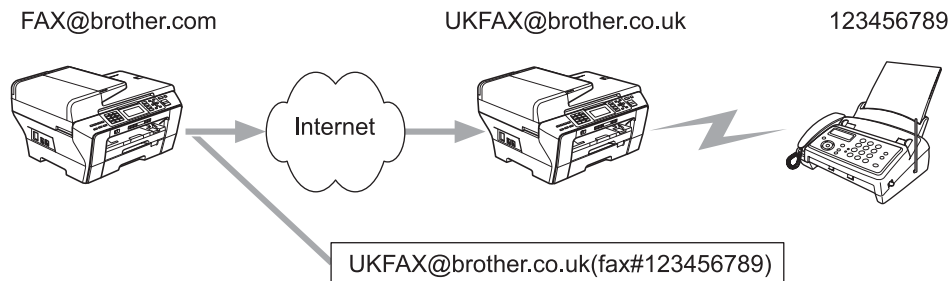 FAX@brother.com
UKFAX@brother.co.uk
123456789
Internet
UKFAX@brother.co.uk(fax#123456789)